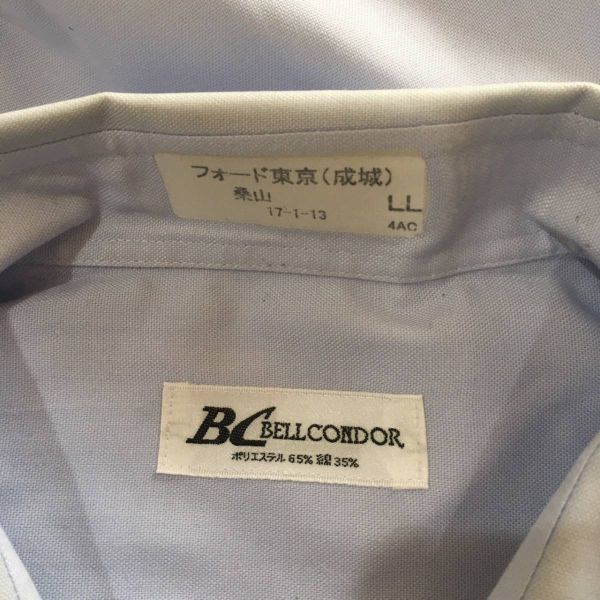 フォード東京(成城)
桑山
LL
17-1-13
4AC
BC BELLCONDOR
ポリエステル 65% 綿 35%